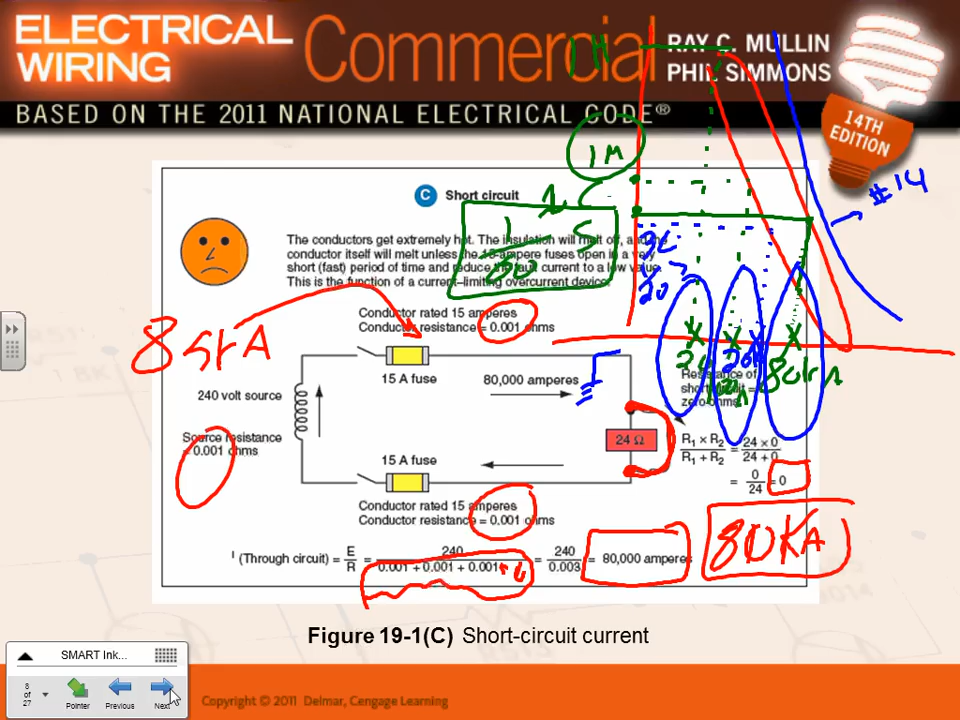 ELECTRICAL WIRING
Commercial
RAY C. MULLIN
PHIL SIMMONS
BASED ON THE 2011 NATIONAL ELECTRICAL CODE®
14TH EDITION
1H
1M
#14
C Short circuit
The conductors get extremely hot. The insulation will melt off, and the
conductor itself will melt unless the 15-ampere fuses open in a very
short (fast) period of time and reduce the fault current to a low value.
This is the function of a current-limiting overcurrent device.
Conductor rated 15 amperes
Conductor resistance = 0.001 ohms
15 A fuse
80,000 amperes
240 volt source
Source resistance
= 0.001 ohms
24 Ω
Resistance of
short circuit = 
zero ohms.
R1 × R2
R1 + R2
= 24 × 0
24 + 0
= 0
24
= 0
15 A fuse
Conductor rated 15 amperes
Conductor resistance = 0.001 ohms
80KA
I (Through circuit) = E
R
= 240
0.001 + 0.001 + 0.001
= 240
0.003
= 80,000 amperes
Figure 19-1(C) Short-circuit current
SMART Ink...
8
of
27
Pointer
Previous
Next
Copyright © 2011 Delmar, Cengage Learning